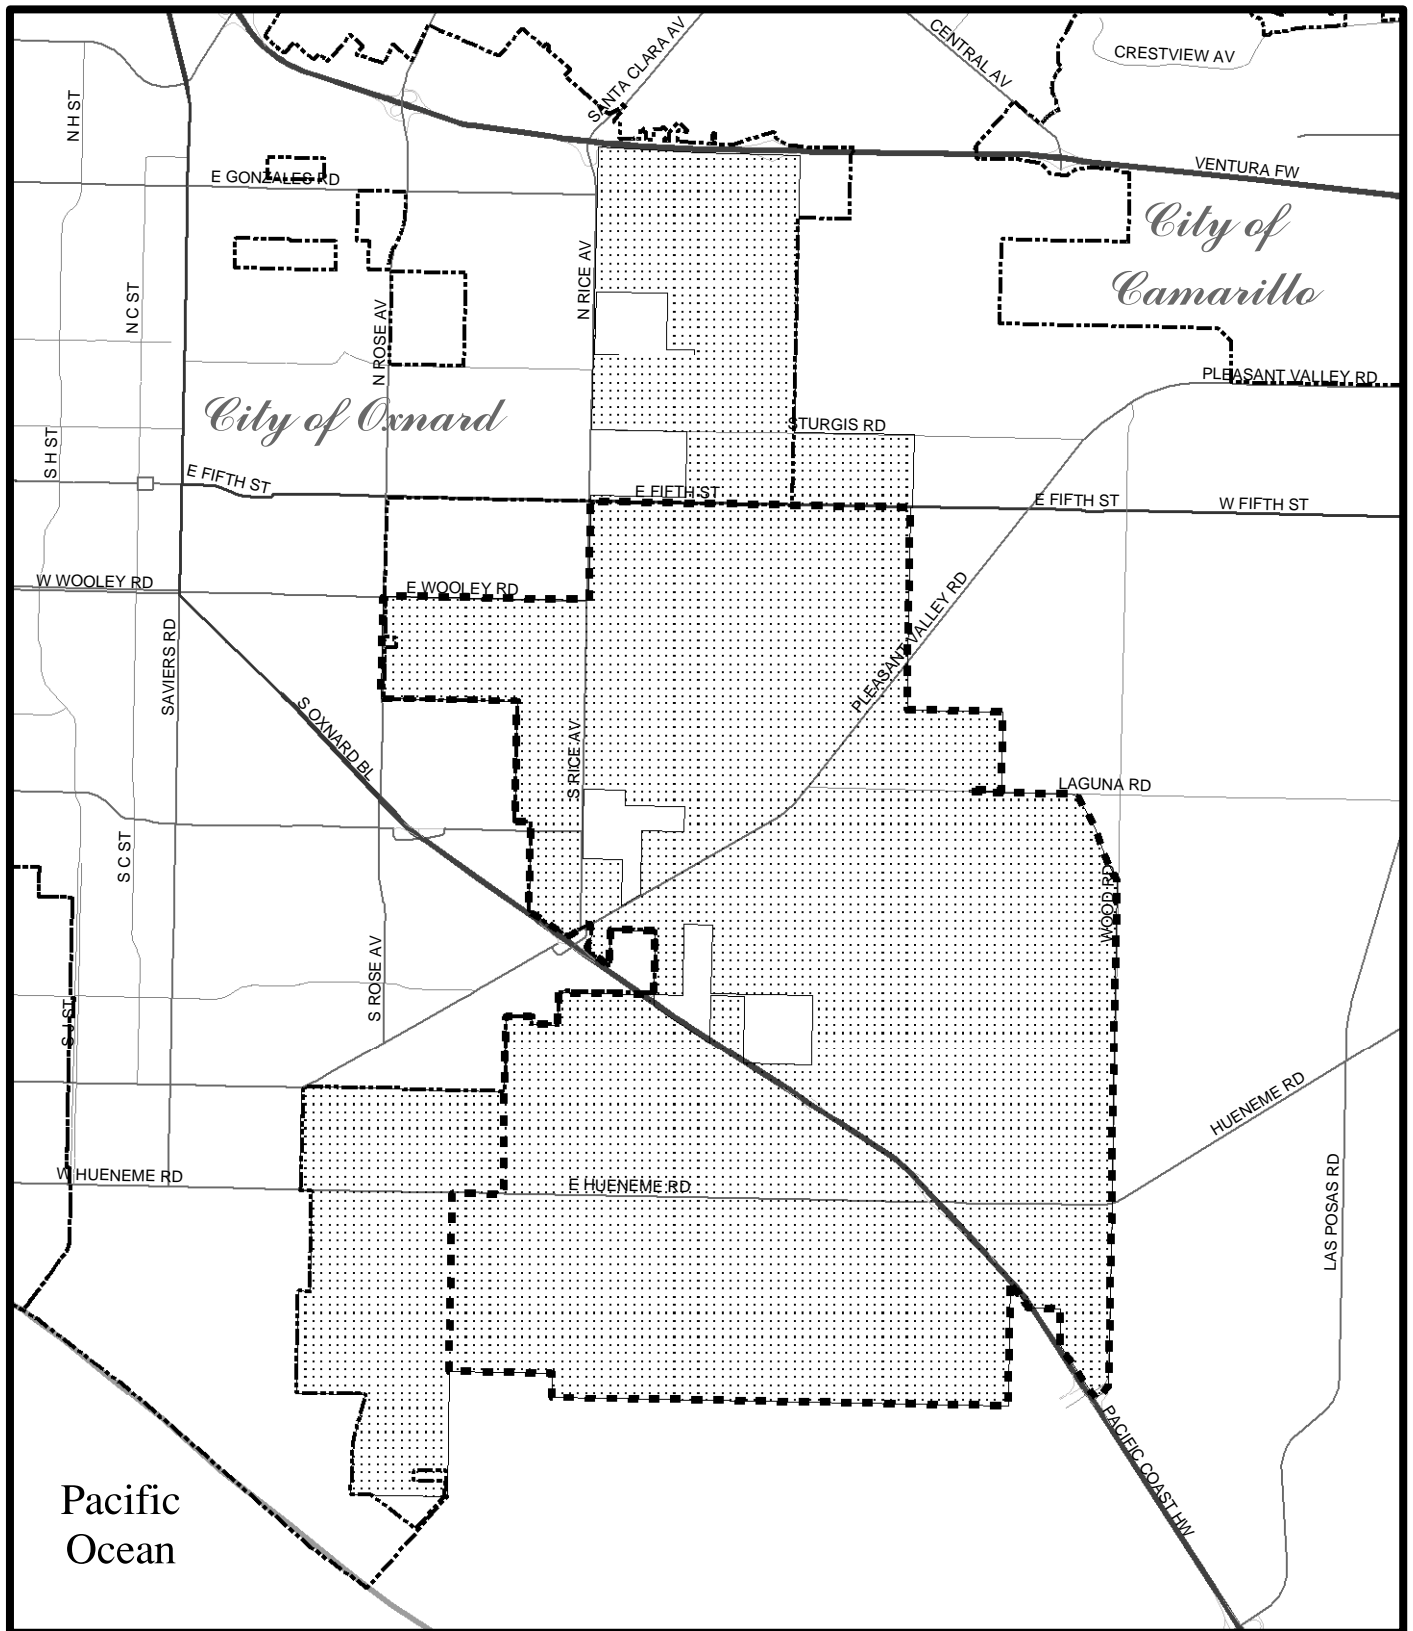 SANTA CLARA AV
CENTRAL AV
CRESTVIEW AV
N H ST
E GONZALES RD
VENTURA FW
City of
Camarillo
N RICE AV
N C ST
N ROSE AV
PLEASANT VALLEY RD
City of Oxnard
STURGIS RD
S H ST
E FIFTH ST
E FIFTH ST
E FIFTH ST
W FIFTH ST
W WOOLEY RD
E WOOLEY RD
SAVIERS RD
PLEASANT VALLEY RD
S OXNARD BL
S RICE AV
LAGUNA RD
S C ST
WOOD RD
S ROSE AV
S J ST
HUENEME RD
W HUENEME RD
E HUENEME RD
LAS POSAS RD
PACIFIC COAST HW
Pacific
Ocean